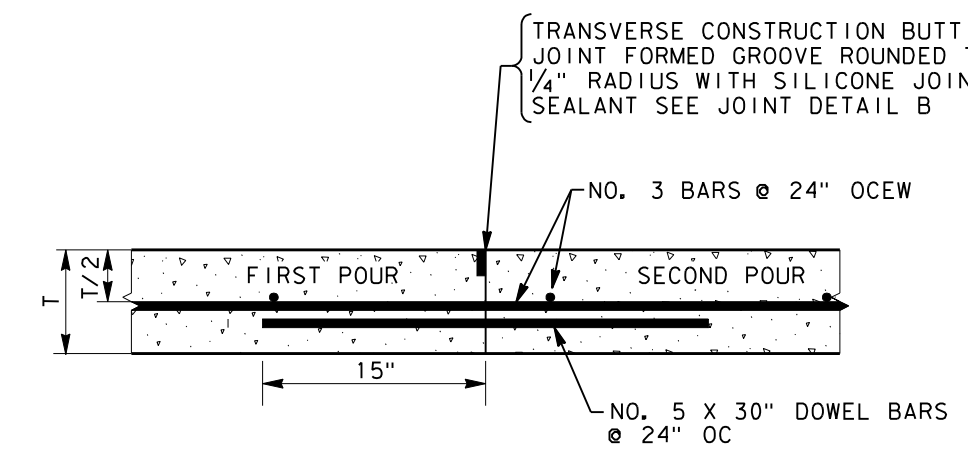 TRANSVERSE CONSTRUCTION BUTT
JOINT FORMED GROOVE ROUNDED
1/4" RADIUS WITH SILICONE
SEALANT SEE JOINT DETAIL B
NO. 3 BARS @ 24" OCEW
FIRST POUR
SECOND POUR
T/2
T
15"
NO. 5 X 30" DOWEL BARS
@ 24" OC